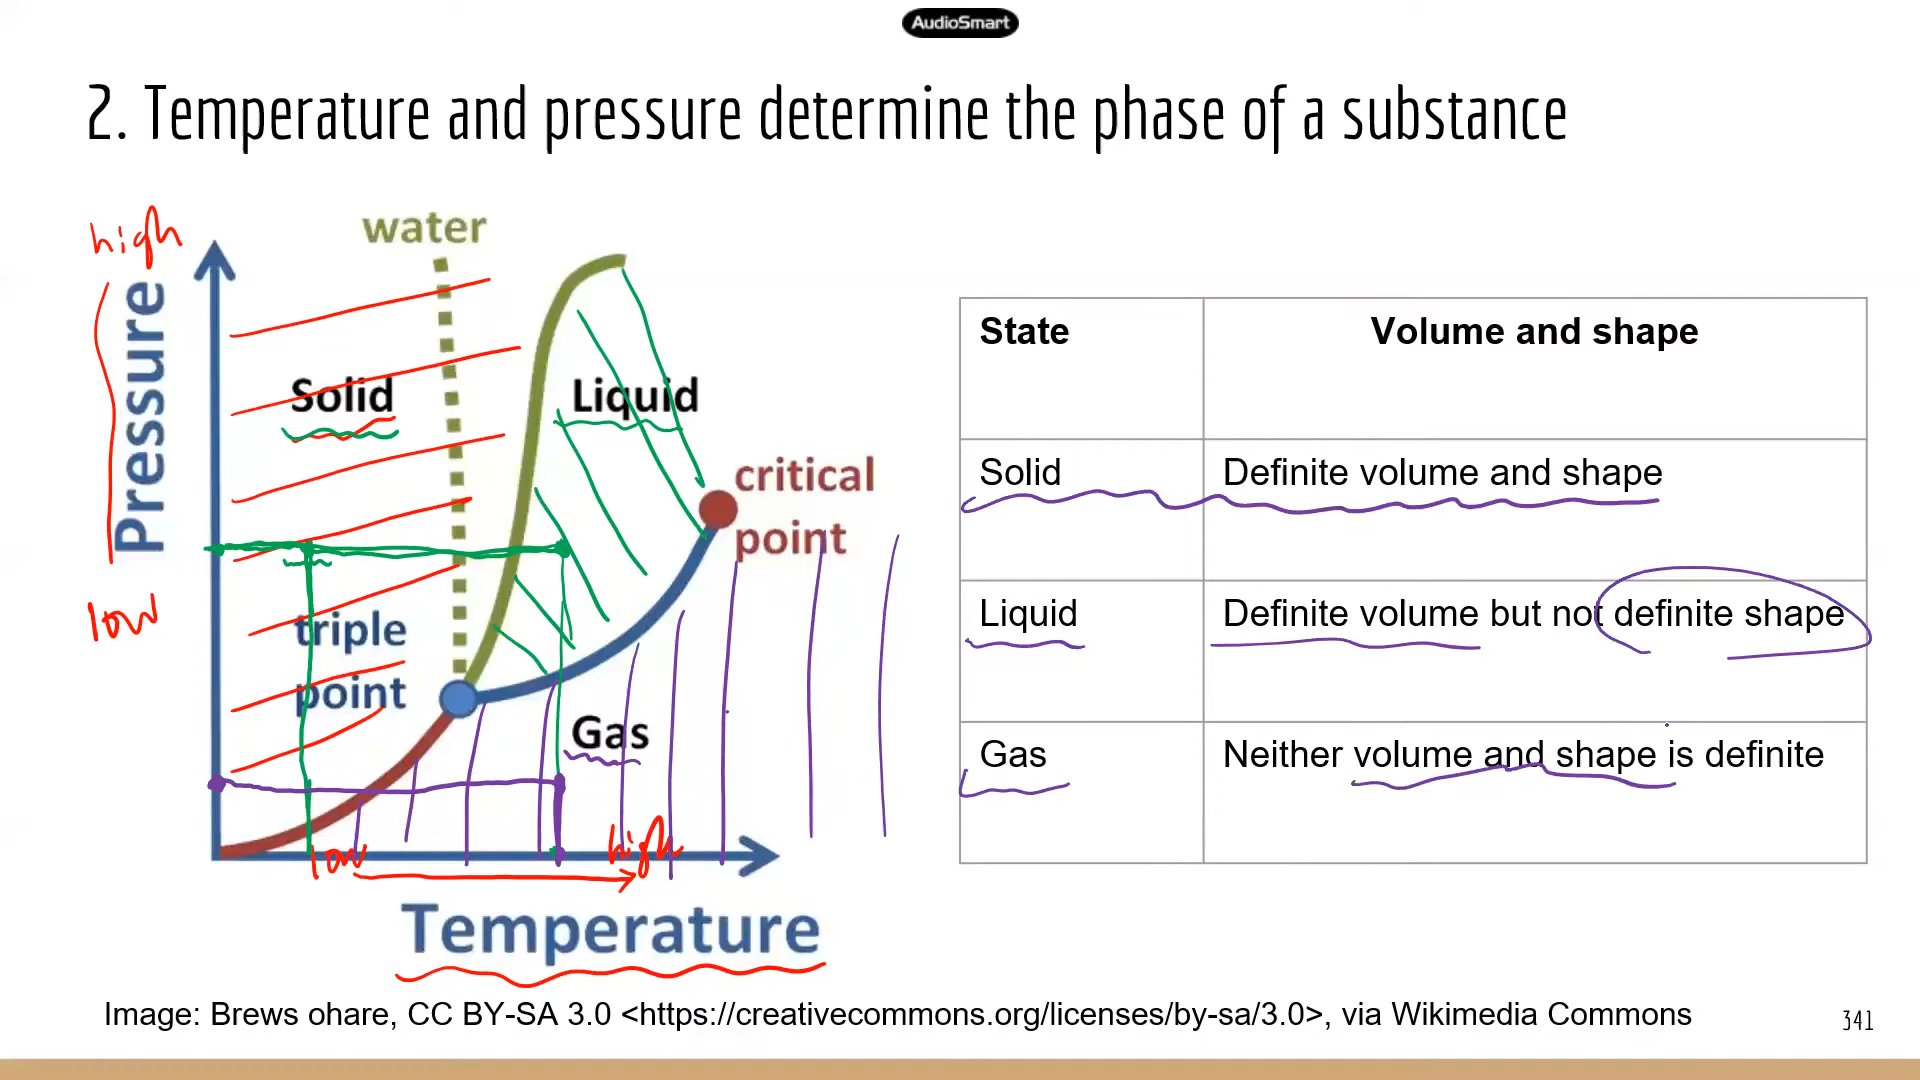 AudioSmart
2. Temperature and pressure determine the phase of a substance
high
Pressure
low
water
Solid
Liquid
critical
point
triple
point
Gas
low
high
Temperature
State Volume and shape
Solid Definite volume and shape
Liquid Definite volume but not definite shape
Gas Neither volume and shape is definite
Image: Brews ohare, CC BY-SA 3.0 <https://creativecommons.org/licenses/by-sa/3.0>, via Wikimedia Commons
341